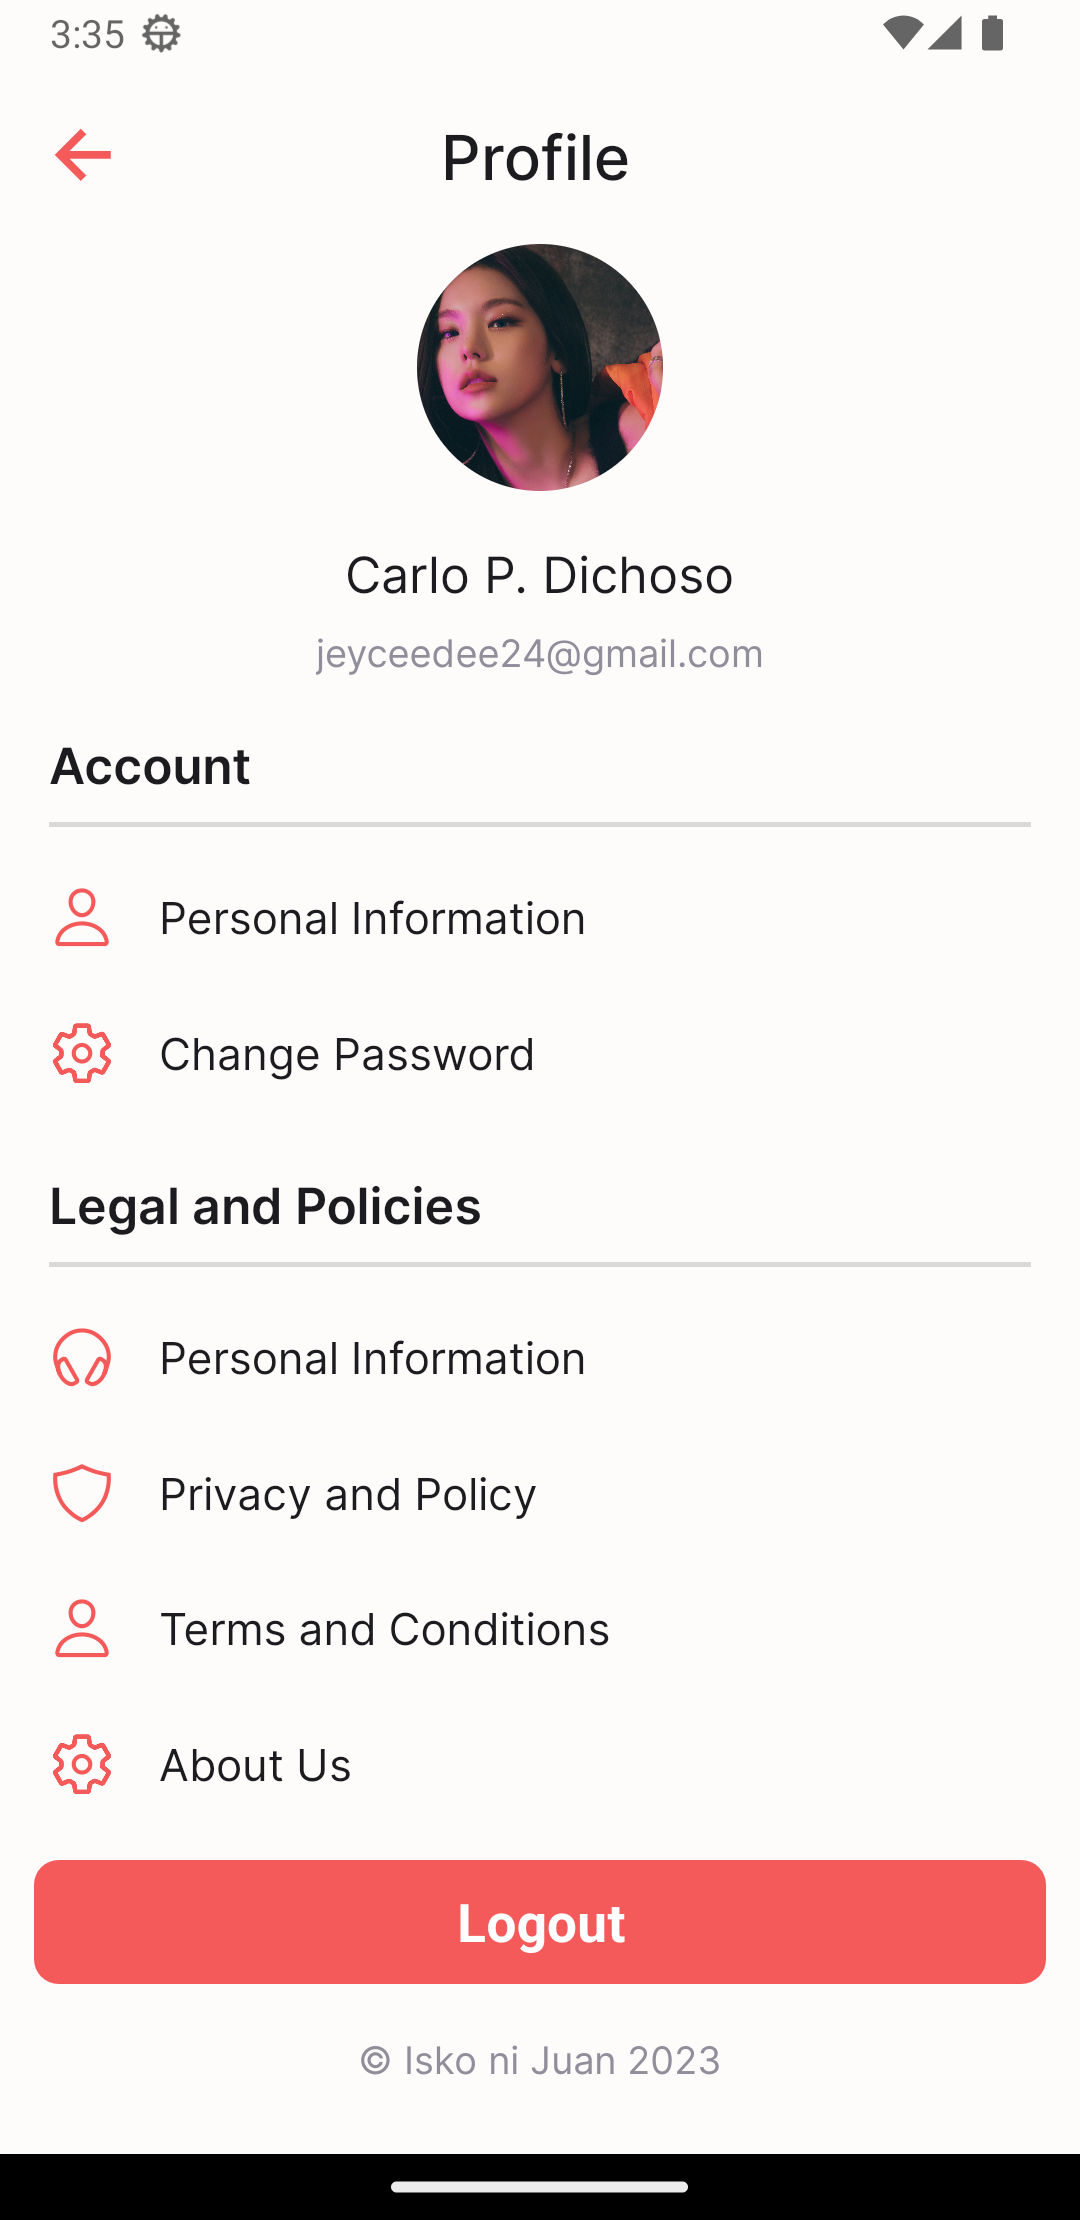 3:35
Profile
Carlo P. Dichoso
jeyceedee24@gmail.com
Account
Personal Information
Change Password
Legal and Policies
Personal Information
Privacy and Policy
Terms and Conditions
About Us
Logout
© Isko ni Juan 2023